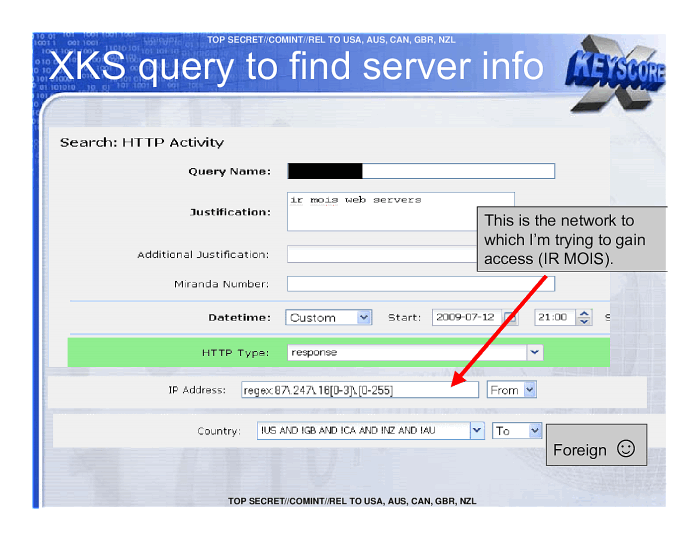 TOP SECRET//COMINT//REL TO USA, AUS, CAN, GBR, NZL
XKS query to find server info
X
KEYSCORE
Search: HTTP Activity
Query Name:
Justification: ir mois web servers
This is the network to
which I'm trying to gain
access (IR MOIS).
Additional Justification:
Miranda Number:
Datetime: Custom Start: 2009-07-12 21:00 S
HTTP Type: response
IP Address: regex:87\.247\.16[0-3]\.[0-255] From
Country: !US AND !GB AND !CA AND !NZ AND !AU To
Foreign ☺
TOP SECRET//COMINT//REL TO USA, AUS, CAN, GBR, NZL